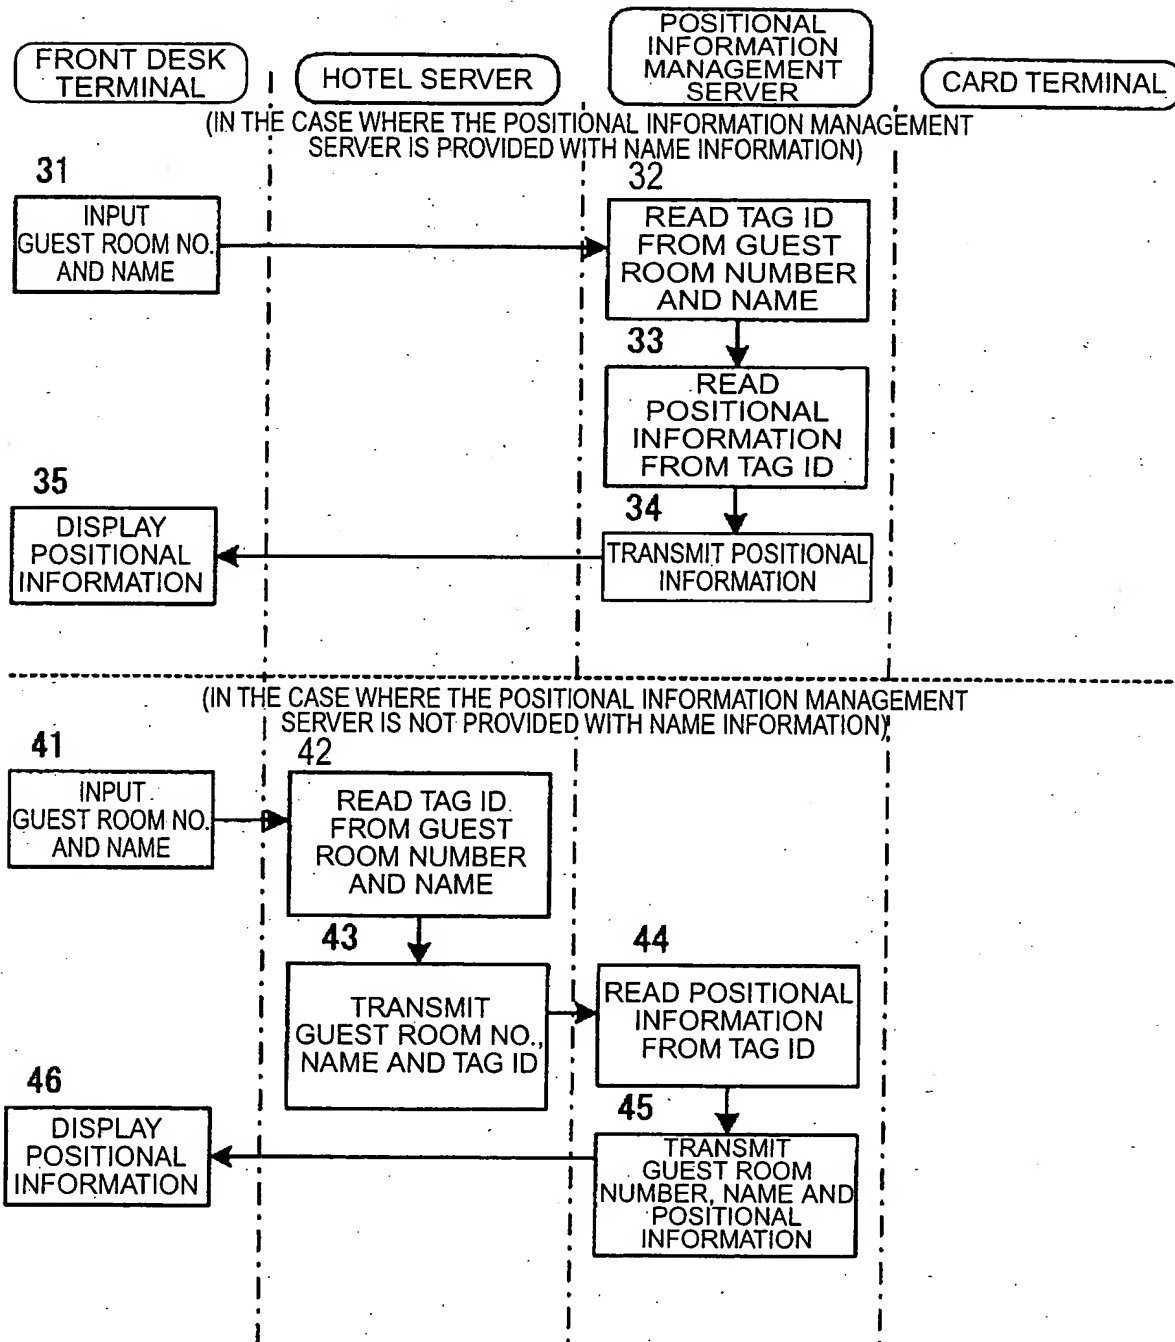 FRONT DESK
TERMINAL
HOTEL SERVER
POSITIONAL
INFORMATION
MANAGEMENT
SERVER
CARD TERMINAL
(IN THE CASE WHERE THE POSITIONAL INFORMATION MANAGEMENT
SERVER IS PROVIDED WITH NAME INFORMATION)
31
INPUT
GUEST ROOM NO.
AND NAME
32
READ TAG ID
FROM GUEST
ROOM NUMBER
AND NAME
33
READ
POSITIONAL
INFORMATION
FROM TAG ID
34
TRANSMIT POSITIONAL
INFORMATION
35
DISPLAY
POSITIONAL
INFORMATION
(IN THE CASE WHERE THE POSITIONAL INFORMATION MANAGEMENT
SERVER IS NOT PROVIDED WITH NAME INFORMATION)
41
INPUT
GUEST ROOM NO.
AND NAME
42
READ TAG ID
FROM GUEST
ROOM NUMBER
AND NAME
43
TRANSMIT
GUEST ROOM NO.,
NAME AND TAG ID
44
READ POSITIONAL
INFORMATION
FROM TAG ID
45
TRANSMIT
GUEST ROOM
NUMBER, NAME AND
POSITIONAL
INFORMATION
46
DISPLAY
POSITIONAL
INFORMATION